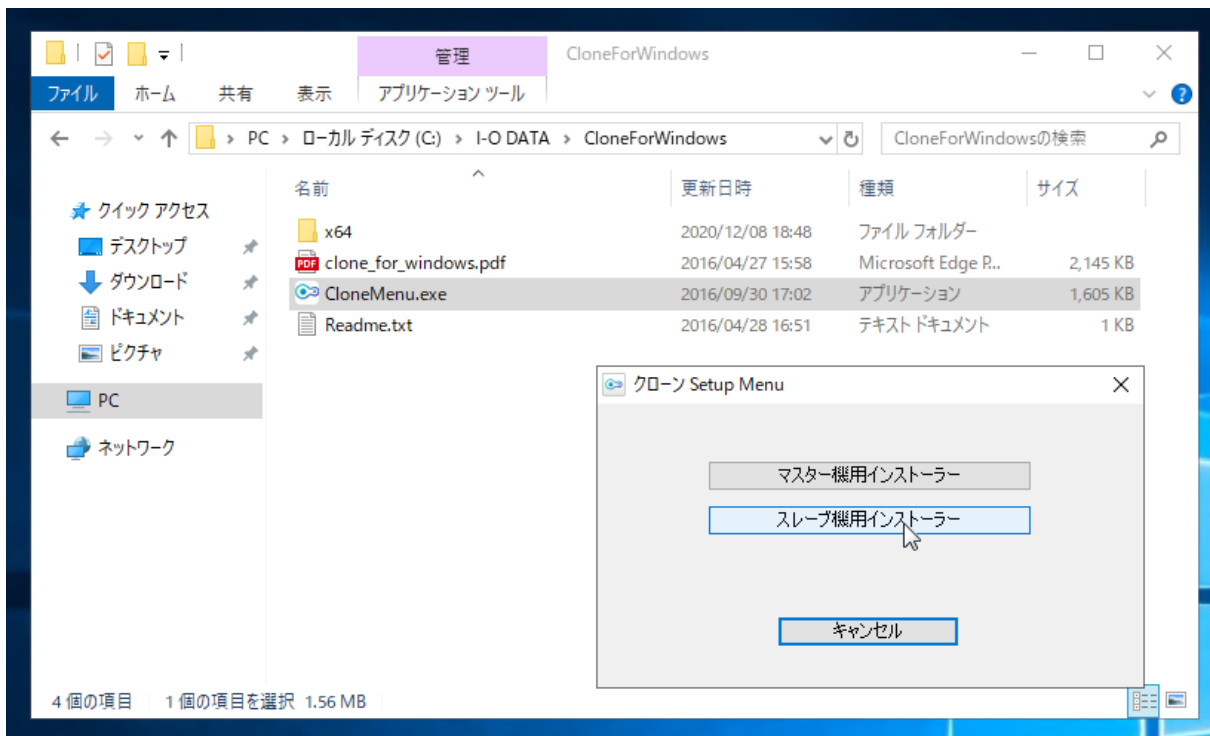 管理 CloneForWindows
ファイル ホーム 共有 表示 アプリケーション ツール
PC › ローカル ディスク (C:) › I-O DATA › CloneForWindows CloneForWindowsの検索
名前 更新日時 種類 サイズ
クイック アクセス
デスクトップ
ダウンロード
ドキュメント
ピクチャ
PC
ネットワーク
x64 2020/12/08 18:48 ファイル フォルダー
PDF clone_for_windows.pdf 2016/04/27 15:58 Microsoft Edge P... 2,145 KB
CloneMenu.exe 2016/09/30 17:02 アプリケーション 1,605 KB
Readme.txt 2016/04/28 16:51 テキスト ドキュメント 1 KB
クローン Setup Menu
マスター機用インストーラー
スレーブ機用インストーラー
キャンセル
4 個の項目 1 個の項目を選択 1.56 MB